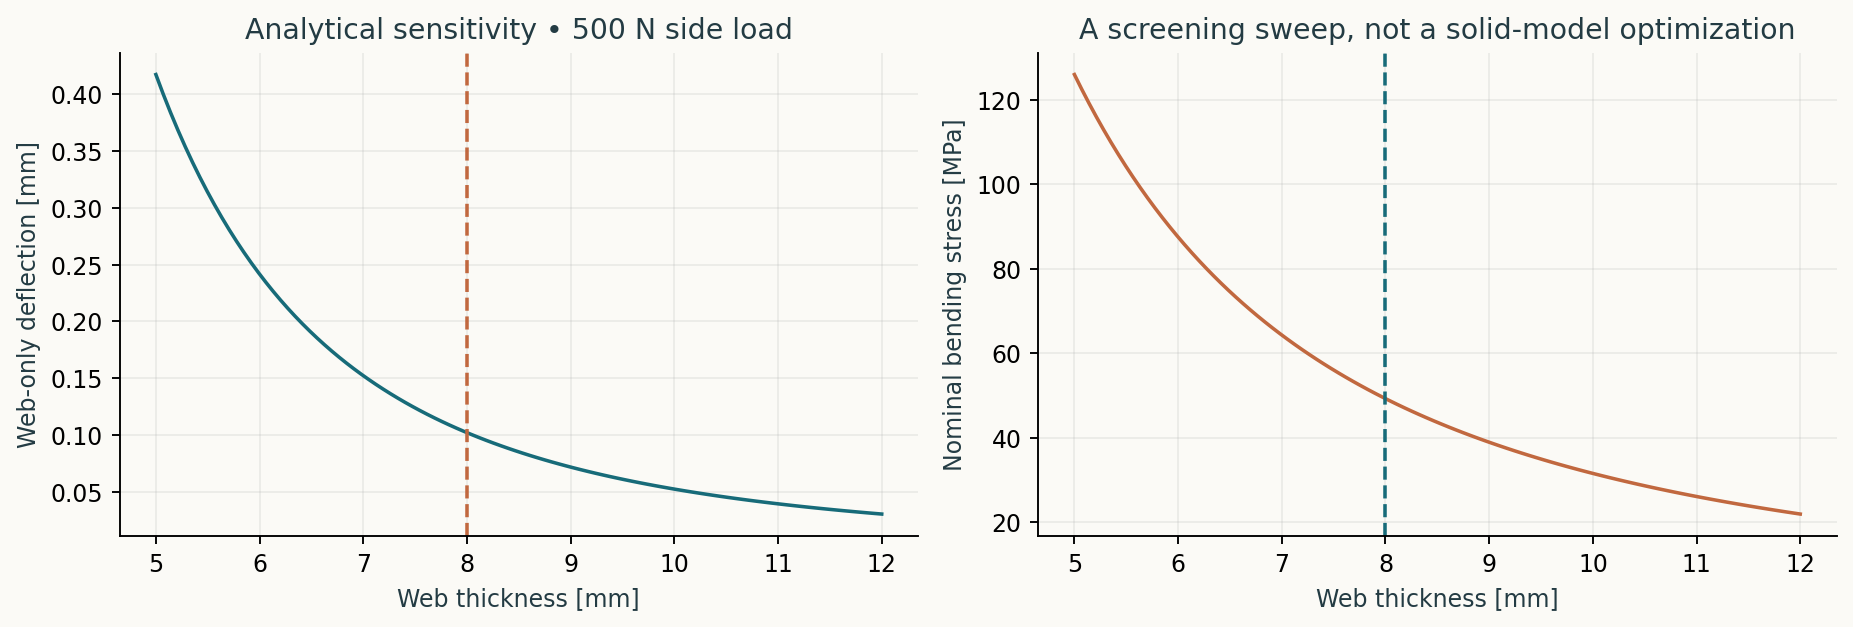 Analytical sensitivity • 500 N side load
Web-only deflection [mm]
0.40
0.35
0.30
0.25
0.20
0.15
0.10
0.05
5 6 7 8 9 10 11 12
Web thickness [mm]
A screening sweep, not a solid-model optimization
Nominal bending stress [MPa]
120
100
80
60
40
20
5 6 7 8 9 10 11 12
Web thickness [mm]